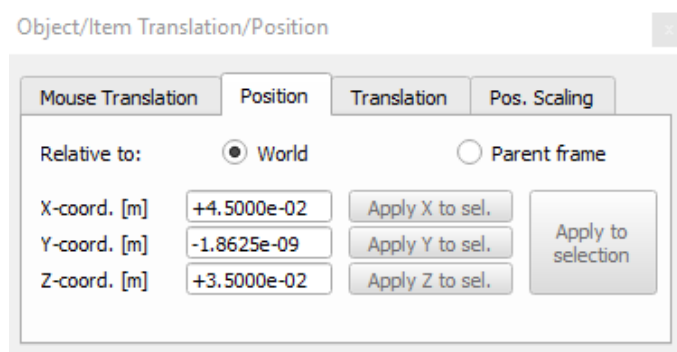 Object/Item Translation/Position
x
Mouse Translation Position Translation Pos. Scaling
Relative to: World Parent frame
X-coord. [m] +4.5000e-02 Apply X to sel.
Y-coord. [m] -1.8625e-09 Apply Y to sel.
Z-coord. [m] +3.5000e-02 Apply Z to sel.
Apply to
selection